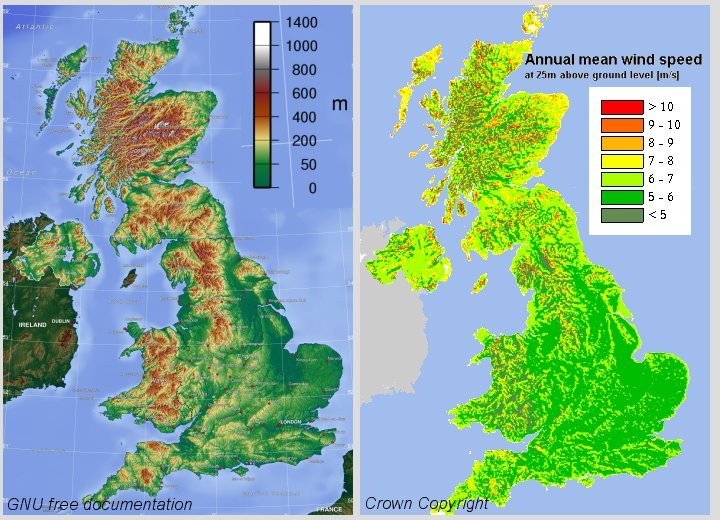 Atlantic
Ocean
1400
1000
800
600
400
200
50
0
m
IRELAND
DUBLIN
LONDON
FRANCE
GNU free documentation
Annual mean wind speed
at 25m above ground level [m/s]
> 10
9 - 10
8 - 9
7 - 8
6 - 7
5 - 6
< 5
Crown Copyright